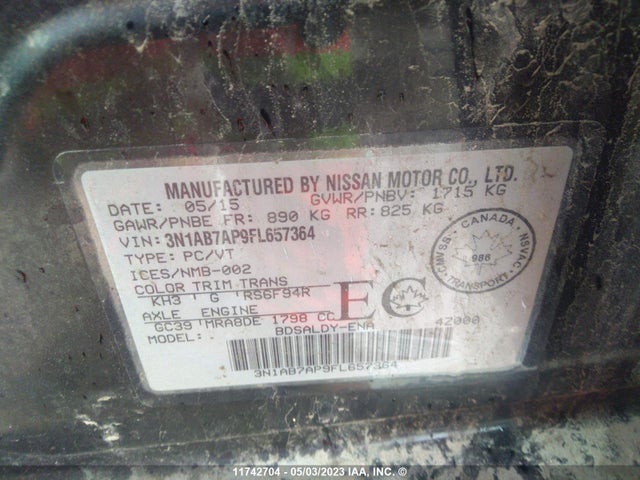 MANUFACTURED BY NISSAN MOTOR CO., LTD.
DATE: 05/15 GVWR/PNBV: 1715 KG
GAWR/PNBE FR: 890 KG RR: 825 KG
VIN: 3N1AB7AP9FL657364
TYPE: PC/VT
ICES/NMB-002
COLOR TRIM TRANS
KH3 G RS6F94R
AXLE ENGINE
GC39 MRA8DE 1798 CC
MODEL: BDSALDY-ENA 4Z000
EC
CMVSS CANADA NSVAC
986
TRANSPORT
3N1AB7AP9FL657364
11742704 - 05/03/2023 IAA, INC.©